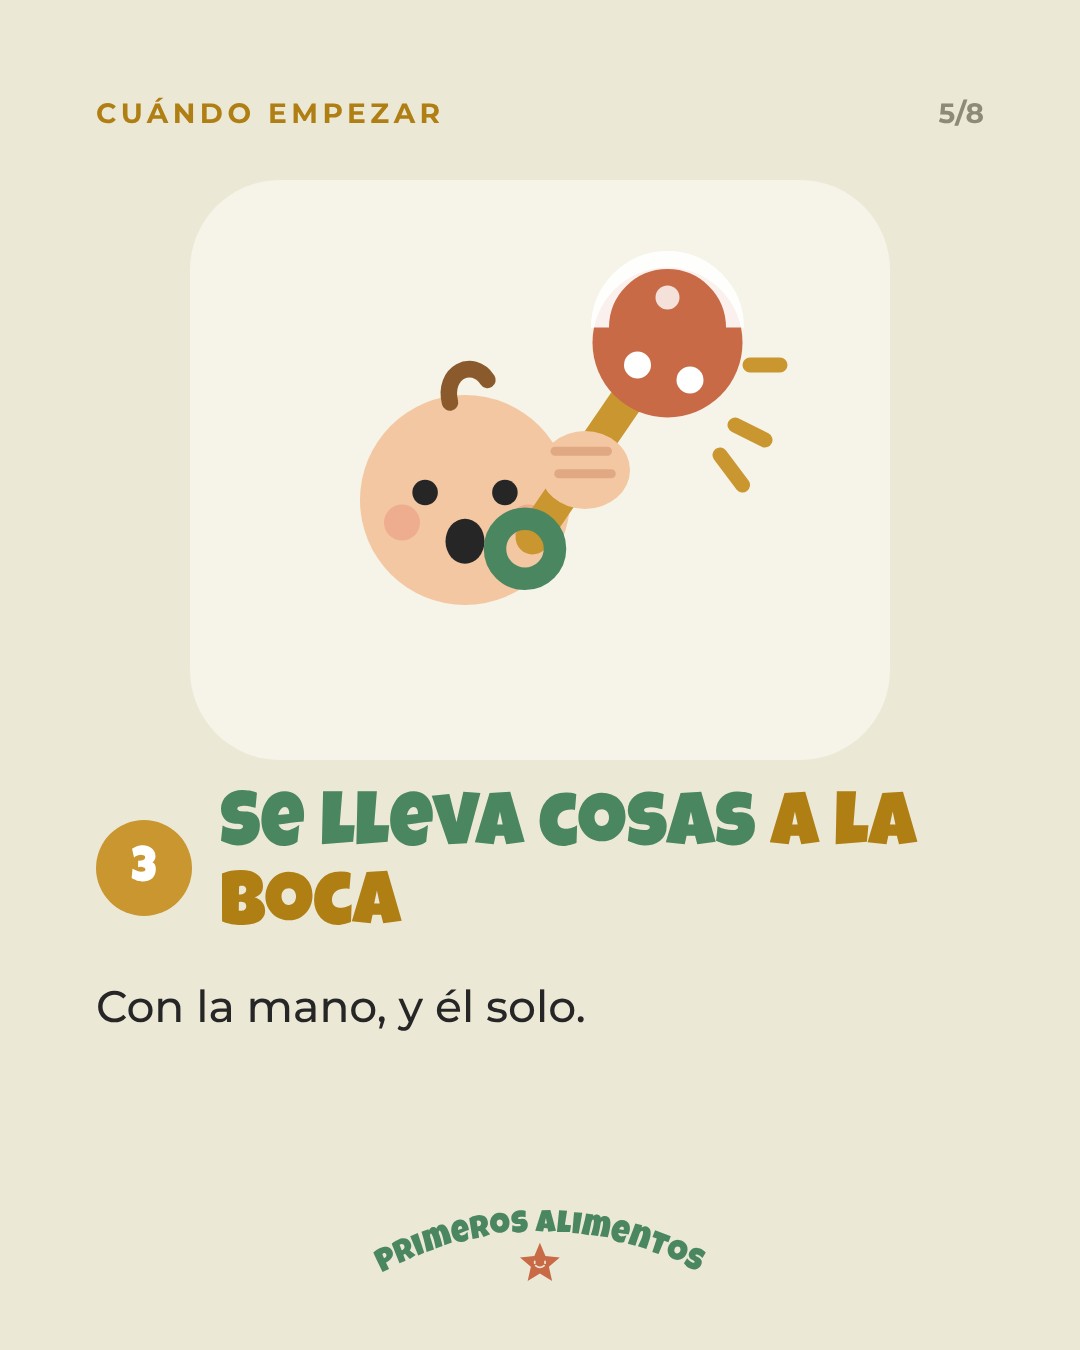 CUÁNDO EMPEZAR
5/8
3
Se LLeVA COSAS A LA
BOCA
Con la mano, y él solo.
PRImeROS ALImenTOS